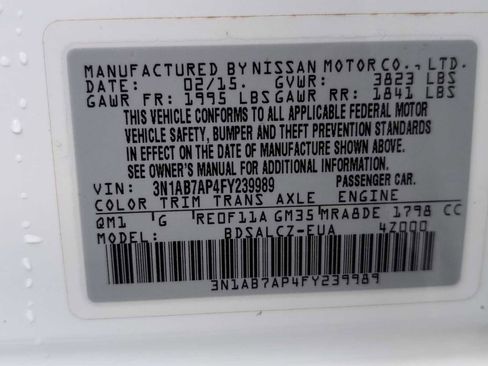 MANUFACTURED BY NISSAN MOTOR CO., LTD.
DATE: 02/15. GVWR: 3823 LBS
GAWR FR: 1995 LBS GAWR RR: 1841 LBS
THIS VEHICLE CONFORMS TO ALL APPLICABLE FEDERAL MOTOR
VEHICLE SAFETY, BUMPER AND THEFT PREVENTION STANDARDS
IN EFFECT ON THE DATE OF MANUFACTURE SHOWN ABOVE.
SEE OWNER'S MANUAL FOR ADDITIONAL INFORMATION.
VIN: 3N1AB7AP4FY239989 PASSENGER CAR.
COLOR TRIM TRANS AXLE ENGINE
QM1 G RE0F11A GM35 MRA8DE 1798 CC
MODEL: BDSALCZ-EUA 4Z000
3N1AB7AP4FY239989